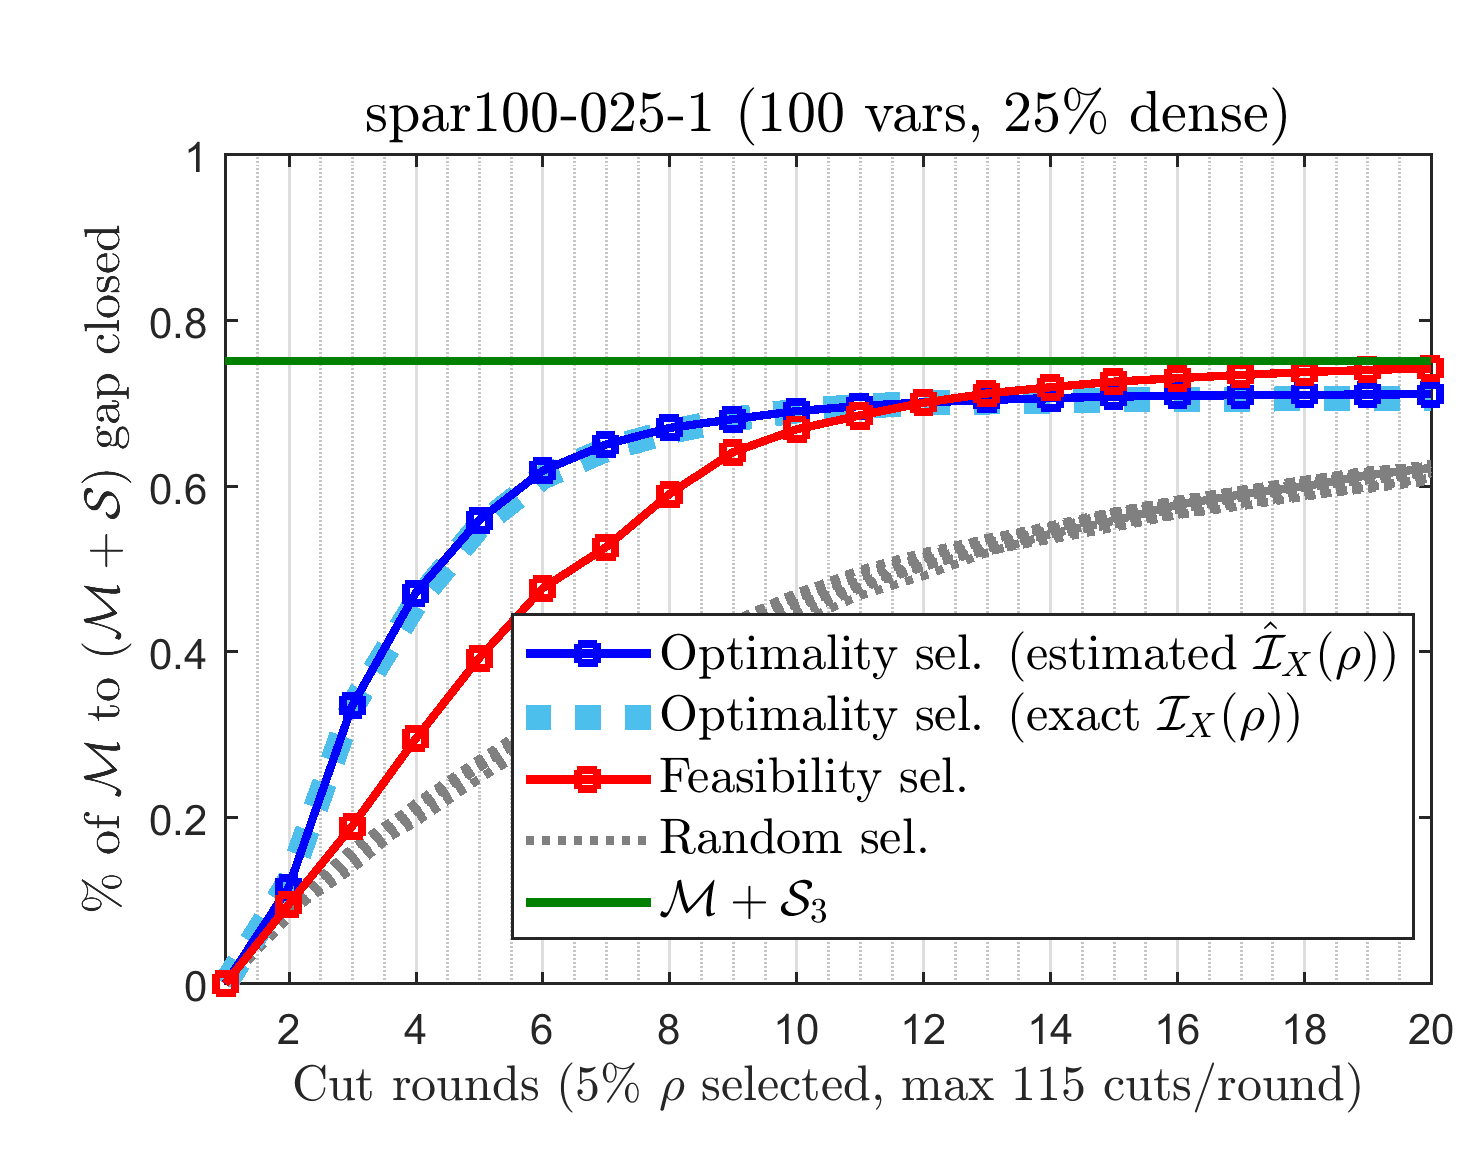 spar100-025-1 (100 vars, 25% dense)
% of ℳ to (ℳ + 𝒮) gap closed
1
0.8
0.6
0.4
0.2
0
2 4 6 8 10 12 14 16 18 20
Cut rounds (5% ρ selected, max 115 cuts/round)
Optimality sel. (estimated ℐ̂_X(ρ))
Optimality sel. (exact ℐ_X(ρ))
Feasibility sel.
Random sel.
ℳ + 𝒮₃